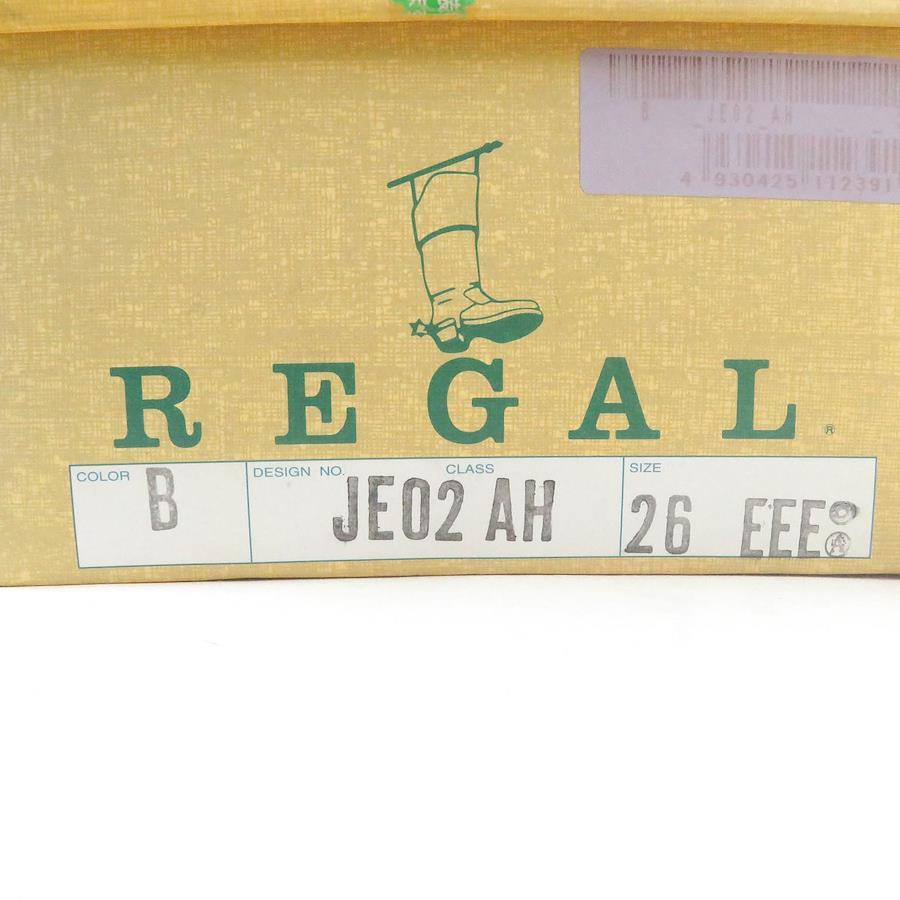 B JE02 AH
4 930425 112391
REGAL®
COLOR B DESIGN NO. CLASS JE02 AH SIZE 26 EEE